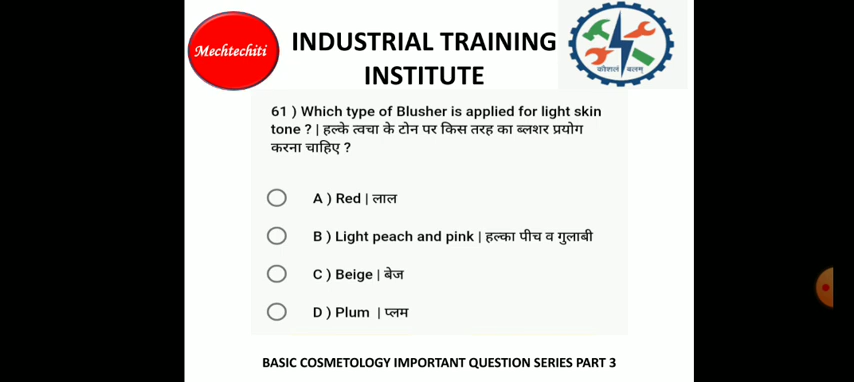 Mechtechiti
INDUSTRIAL TRAINING
INSTITUTE
कौशलं बलम्
61 ) Which type of Blusher is applied for light skin
tone ? | हल्के त्वचा के टोन पर किस तरह का ब्लशर प्रयोग
करना चाहिए ?
A ) Red | लाल
B ) Light peach and pink | हल्का पीच व गुलाबी
C ) Beige | बेज
D ) Plum | प्लम
BASIC COSMETOLOGY IMPORTANT QUESTION SERIES PART 3